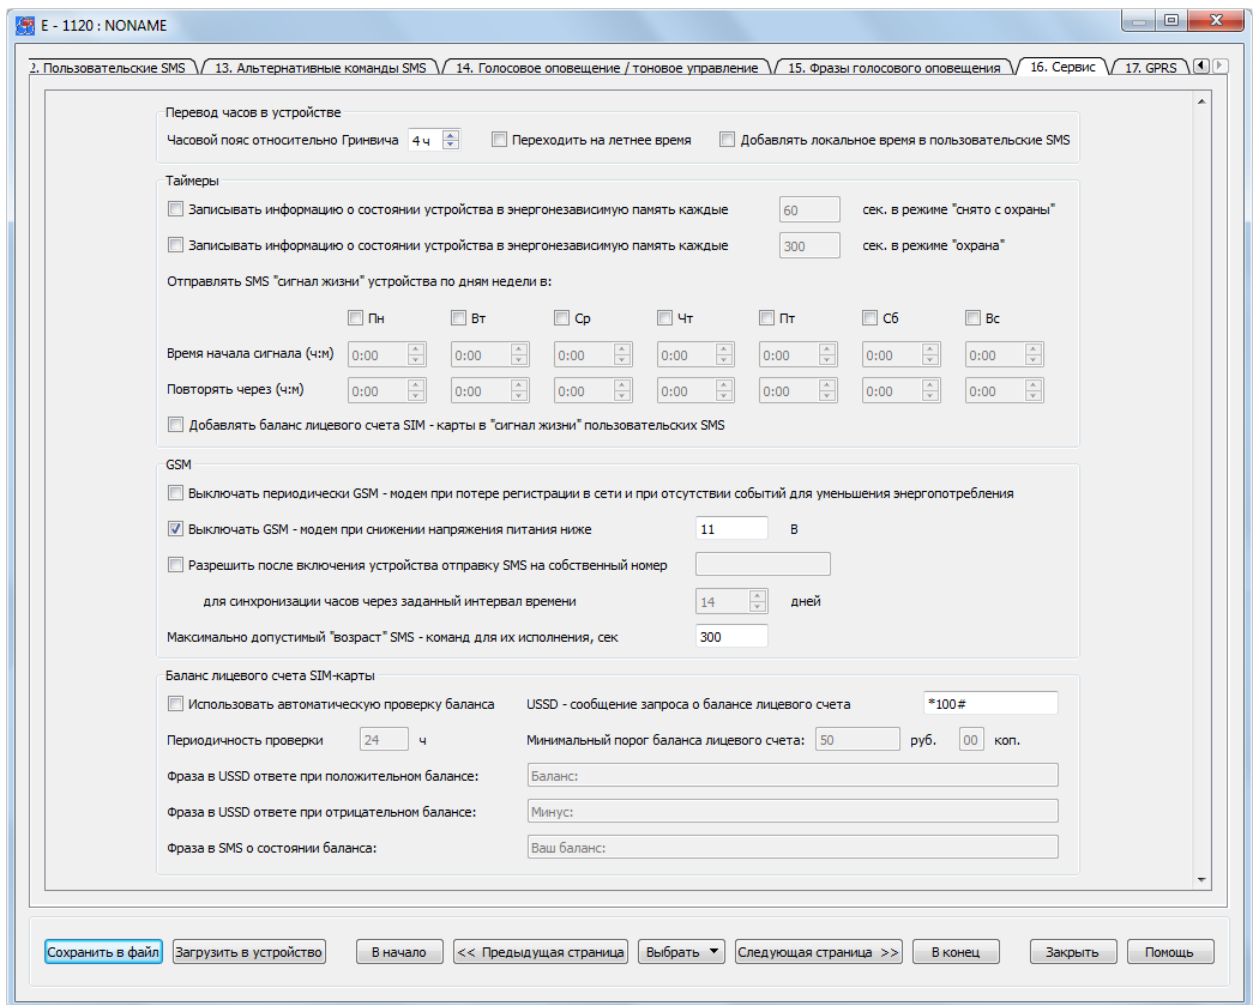 E - 1120 : NONAME
2. Пользовательские SMS 13. Альтернативные команды SMS 14. Голосовое оповещение / тоновое управление 15. Фразы голосового оповещения 16. Сервис 17. GPRS
Перевод часов в устройстве
Часовой пояс относительно Гринвича 4 ч Переходить на летнее время Добавлять локальное время в пользовательские SMS
Таймеры
Записывать информацию о состоянии устройства в энергонезависимую память каждые 60 сек. в режиме "снято с охраны"
Записывать информацию о состоянии устройства в энергонезависимую память каждые 300 сек. в режиме "охрана"
Отправлять SMS "сигнал жизни" устройства по дням недели в:
Пн Вт Ср Чт Пт Сб Вс
Время начала сигнала (ч:м) 0:00 0:00 0:00 0:00 0:00 0:00 0:00
Повторять через (ч:м) 0:00 0:00 0:00 0:00 0:00 0:00 0:00
Добавлять баланс лицевого счета SIM - карты в "сигнал жизни" пользовательских SMS
GSM
Выключать периодически GSM - модем при потере регистрации в сети и при отсутствии событий для уменьшения энергопотребления
Выключать GSM - модем при снижении напряжения питания ниже 11 В
Разрешить после включения устройства отправку SMS на собственный номер
для синхронизации часов через заданный интервал времени 14 дней
Максимально допустимый "возраст" SMS - команд для их исполнения, сек 300
Баланс лицевого счета SIM-карты
Использовать автоматическую проверку баланса USSD - сообщение запроса о балансе лицевого счета *100#
Периодичность проверки 24 ч Минимальный порог баланса лицевого счета: 50 руб. 00 коп.
Фраза в USSD ответе при положительном балансе: Баланс:
Фраза в USSD ответе при отрицательном балансе: Минус:
Фраза в SMS о состоянии баланса: Ваш баланс:
Сохранить в файл Загрузить в устройство В начало << Предыдущая страница Выбрать Следующая страница >> В конец Закрыть Помощь